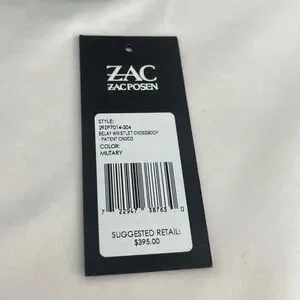 ZAC
ZAC POSEN
STYLE:
29ZP7014-304
BELAY WRISTLET CROSSBODY
- PATENT CROCO
COLOR:
MILITARY
7 22947 38763 0
SUGGESTED RETAIL:
$395.00